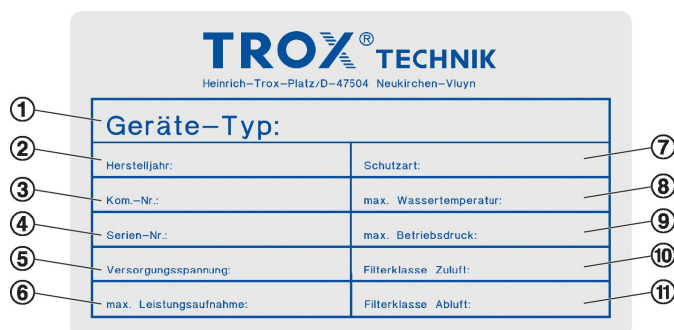 TROX® TECHNIK
Heinrich-Trox-Platz/D-47504 Neukirchen-Vluyn
① Geräte-Typ:
② Herstelljahr: Schutzart: ⑦
③ Kom.-Nr.: max. Wassertemperatur: ⑧
④ Serien-Nr.: max. Betriebsdruck: ⑨
⑤ Versorgungsspannung: Filterklasse Zuluft: ⑩
⑥ max. Leistungsaufnahme: Filterklasse Abluft: ⑪